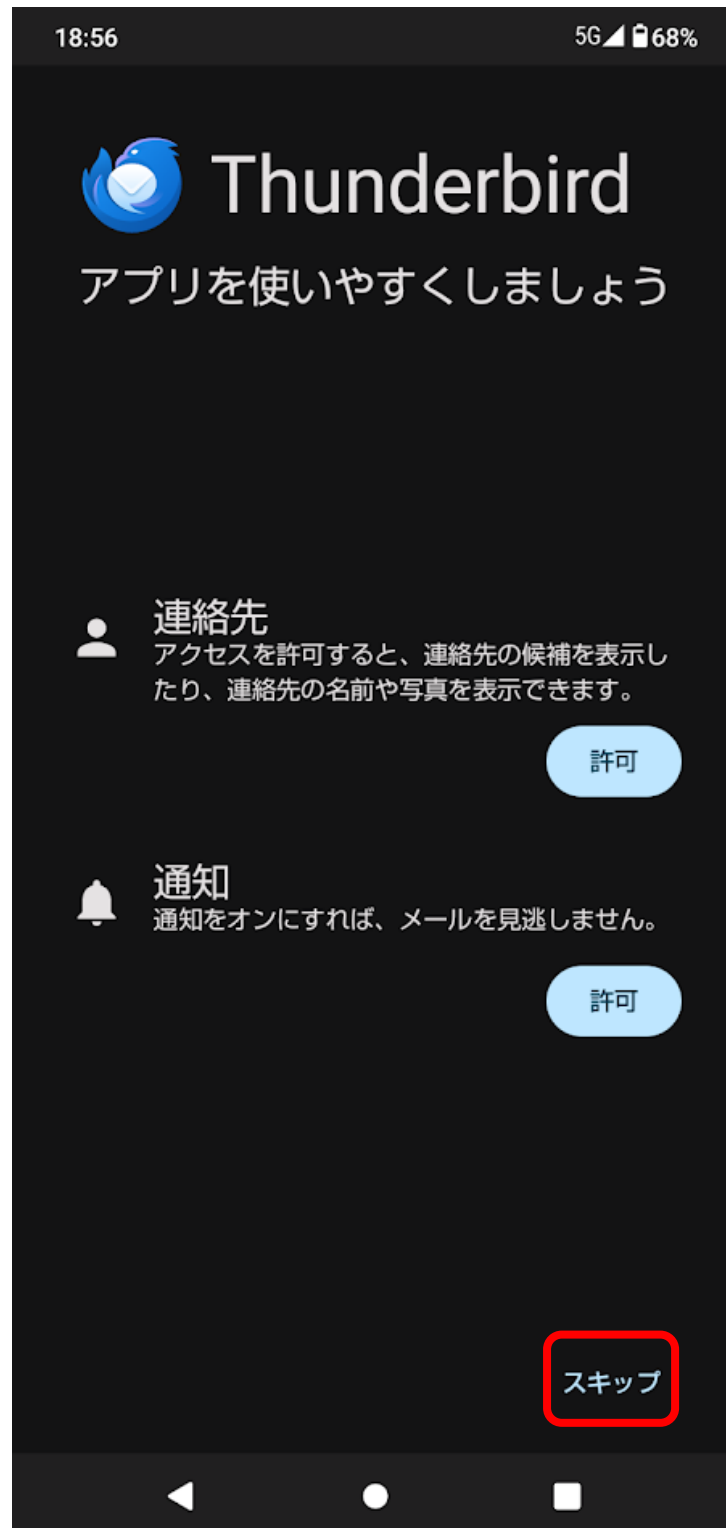 18:56
5G 68%
Thunderbird
アプリを使いやすくしましょう
連絡先
アクセスを許可すると、連絡先の候補を表示し
たり、連絡先の名前や写真を表示できます。
許可
通知
通知をオンにすれば、メールを見逃しません。
許可
スキップ